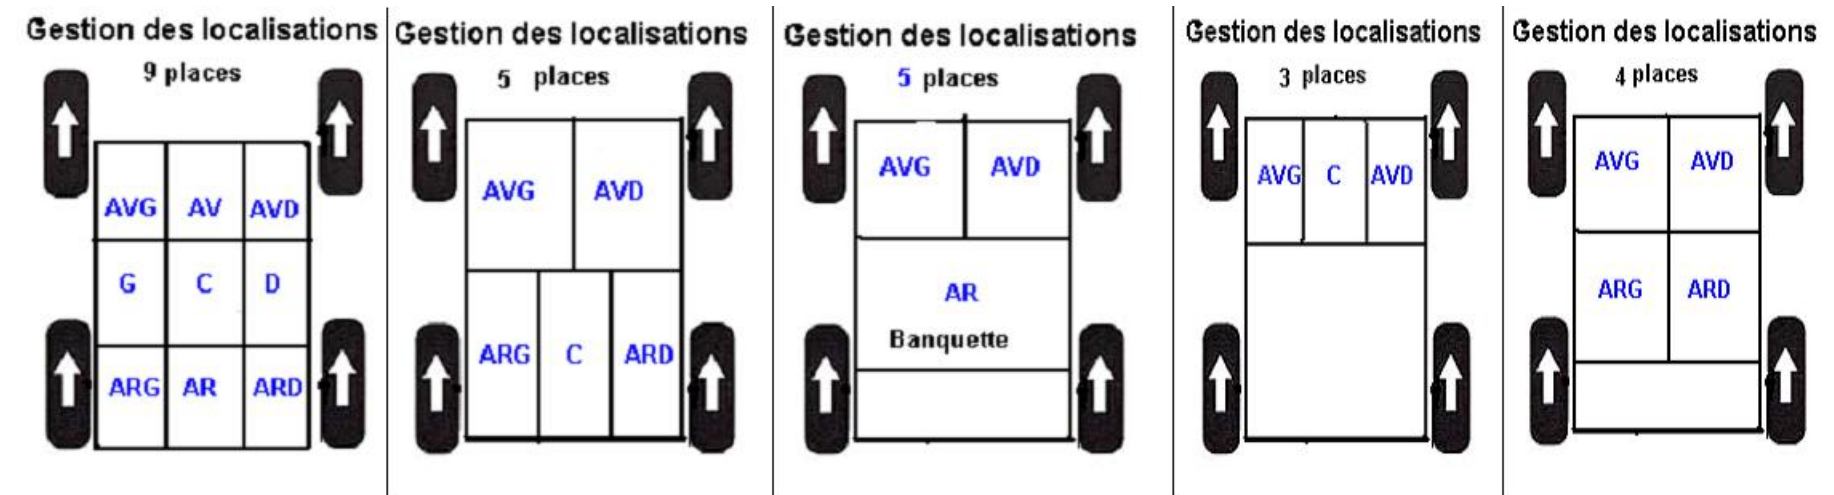 Gestion des localisations
9 places
AVG AV AVD
G C D
ARG AR ARD
Gestion des localisations
5 places
AVG AVD
ARG C ARD
Gestion des localisations
5 places
AVG AVD
AR
Banquette
Gestion des localisations
3 places
AVG C AVD
Gestion des localisations
4 places
AVG AVD
ARG ARD